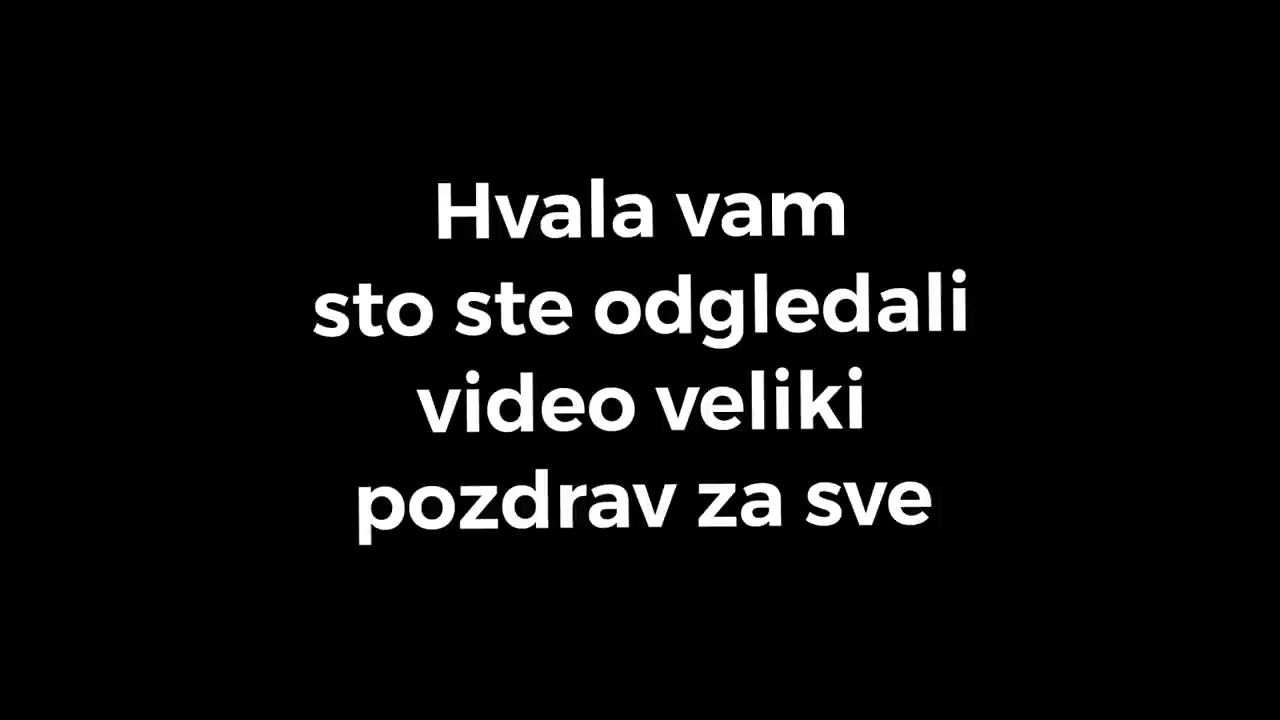 Hvala vam
sto ste odgledali
video veliki
pozdrav za sve